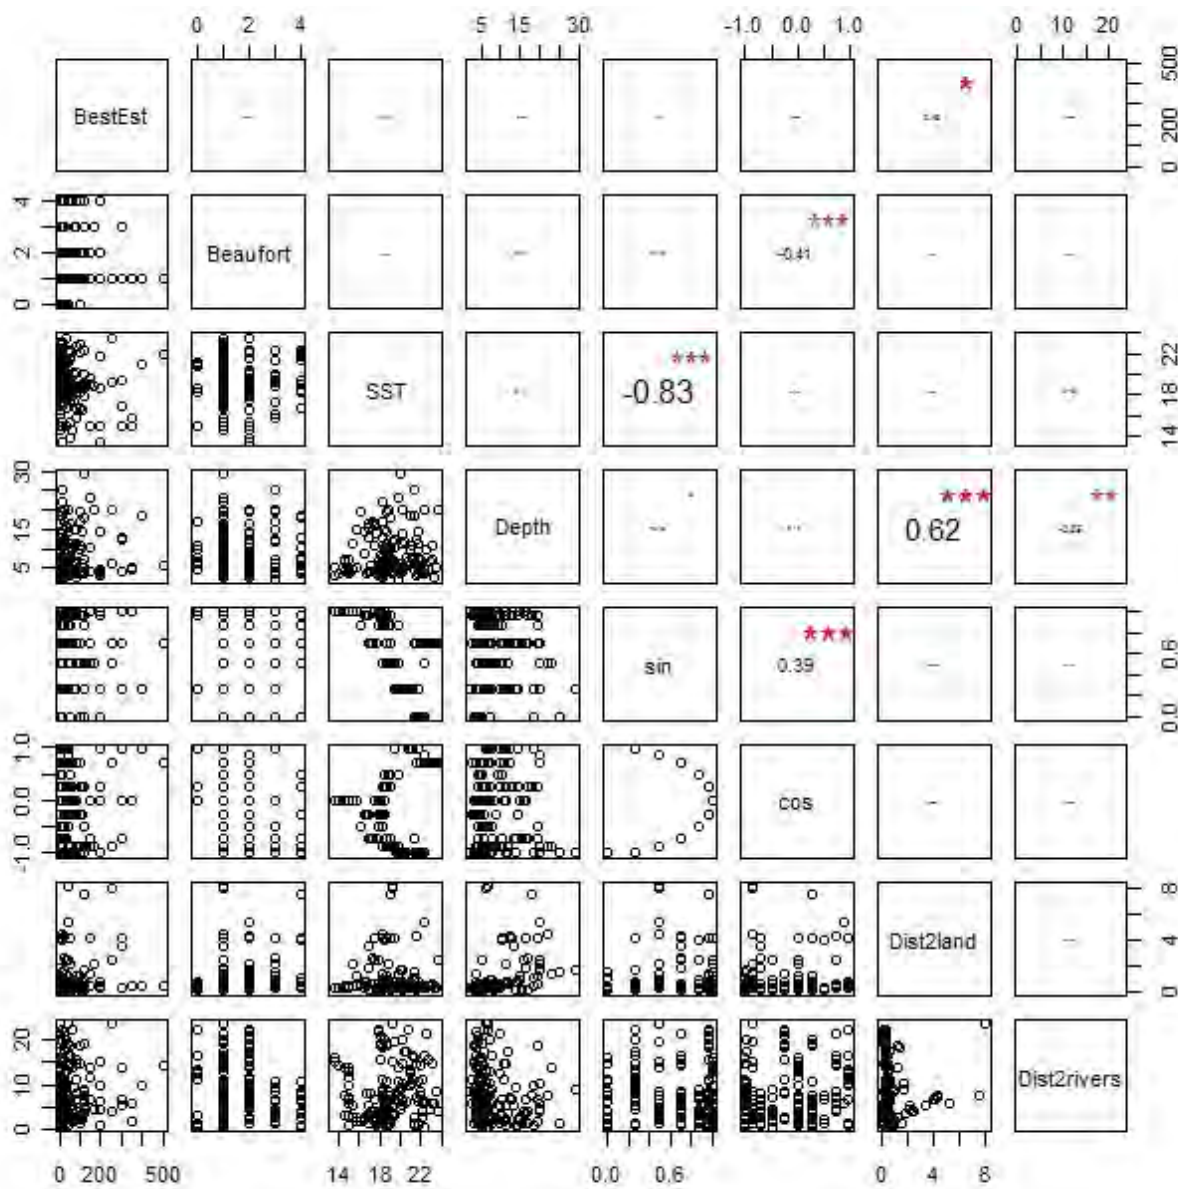 0 2 4 5 15 30 -1.0 0.0 1.0 0 10 20
BestEst * 0 200 500
0 2 4 Beaufort -0.41 ***
SST -0.83 *** 14 18 22
5 15 30 Depth 0.62 *** **
sin 0.39 *** 0.0 0.6
-1.0 0.0 1.0 cos
Dist2land 0 4 8
0 10 20 Dist2rivers
0 200 500 14 18 22 0.0 0.6 0 4 8